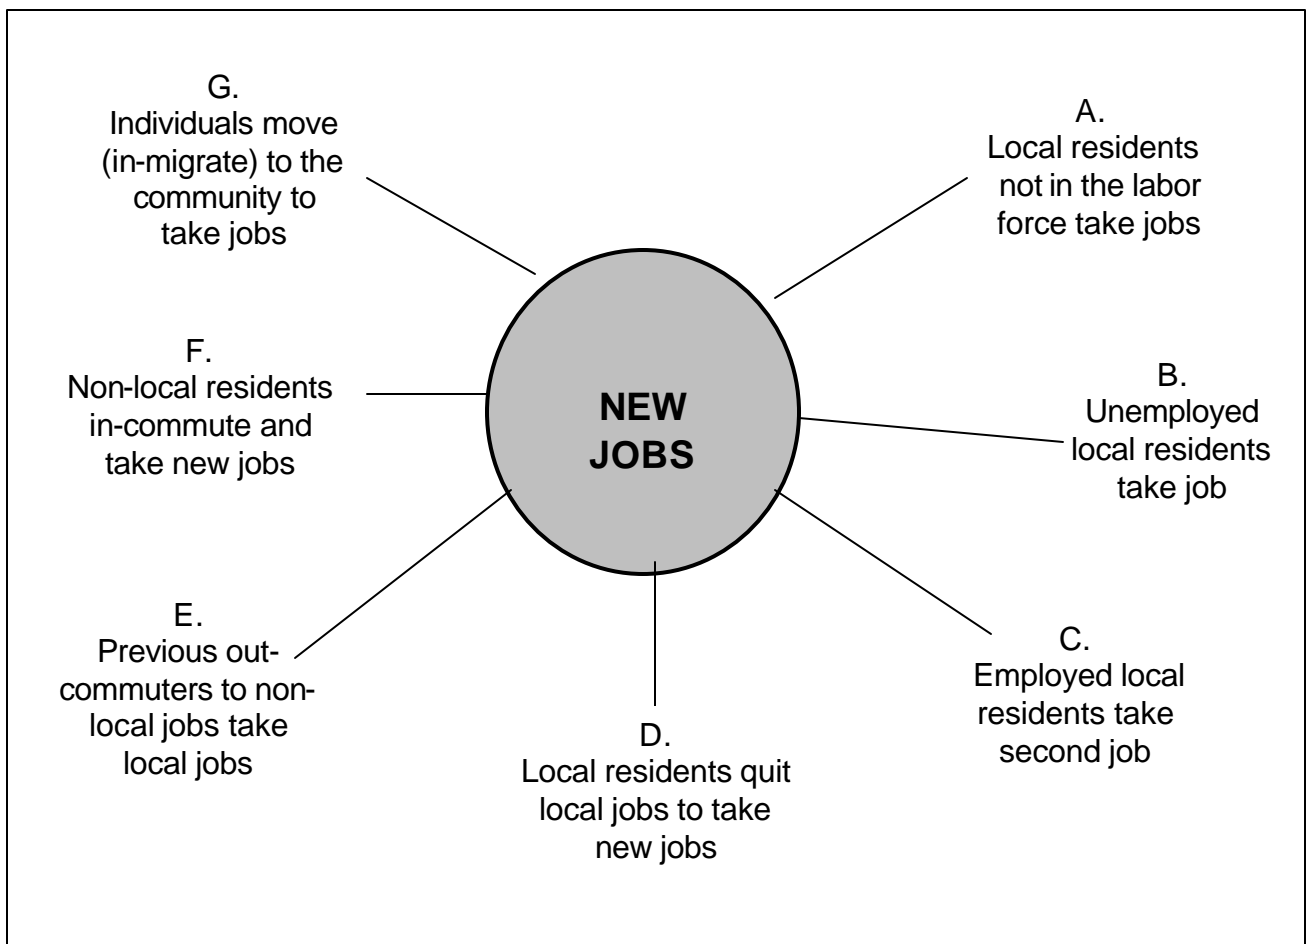 G.
Individuals move
(in-migrate) to the
community to
take jobs
A.
Local residents
not in the labor
force take jobs
F.
Non-local residents
in-commute and
take new jobs
NEW
JOBS
B.
Unemployed
local residents
take job
E.
Previous out-
commuters to non-
local jobs take
local jobs
D.
Local residents quit
local jobs to take
new jobs
C.
Employed local
residents take
second job